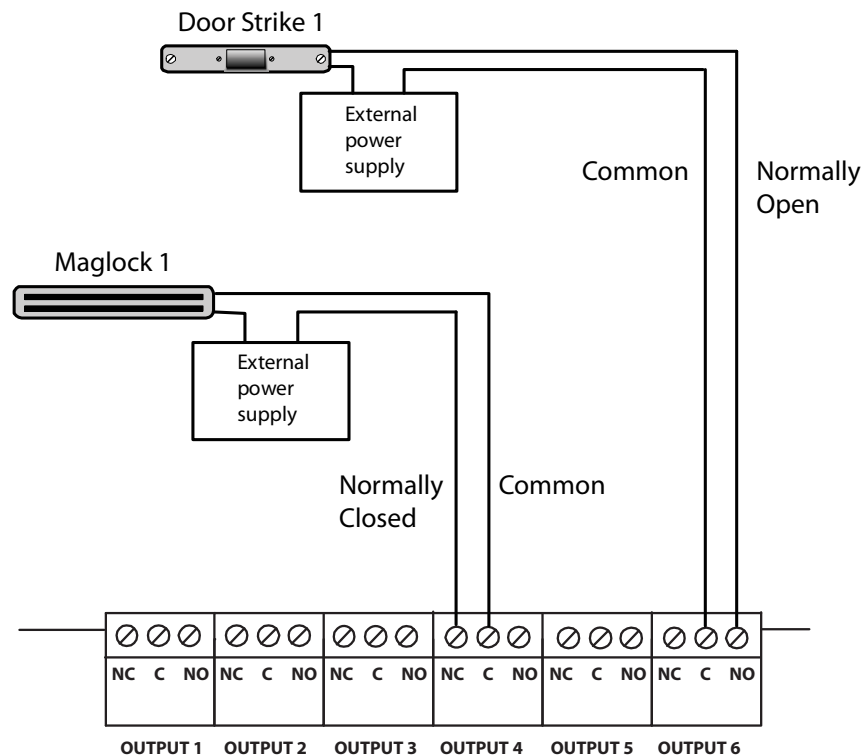 Door Strike 1
External
power
supply
Common
Normally
Open
Maglock 1
External
power
supply
Normally
Closed
Common
NC C NO NC C NO NC C NO NC C NO NC C NO NC C NO
OUTPUT 1 OUTPUT 2 OUTPUT 3 OUTPUT 4 OUTPUT 5 OUTPUT 6